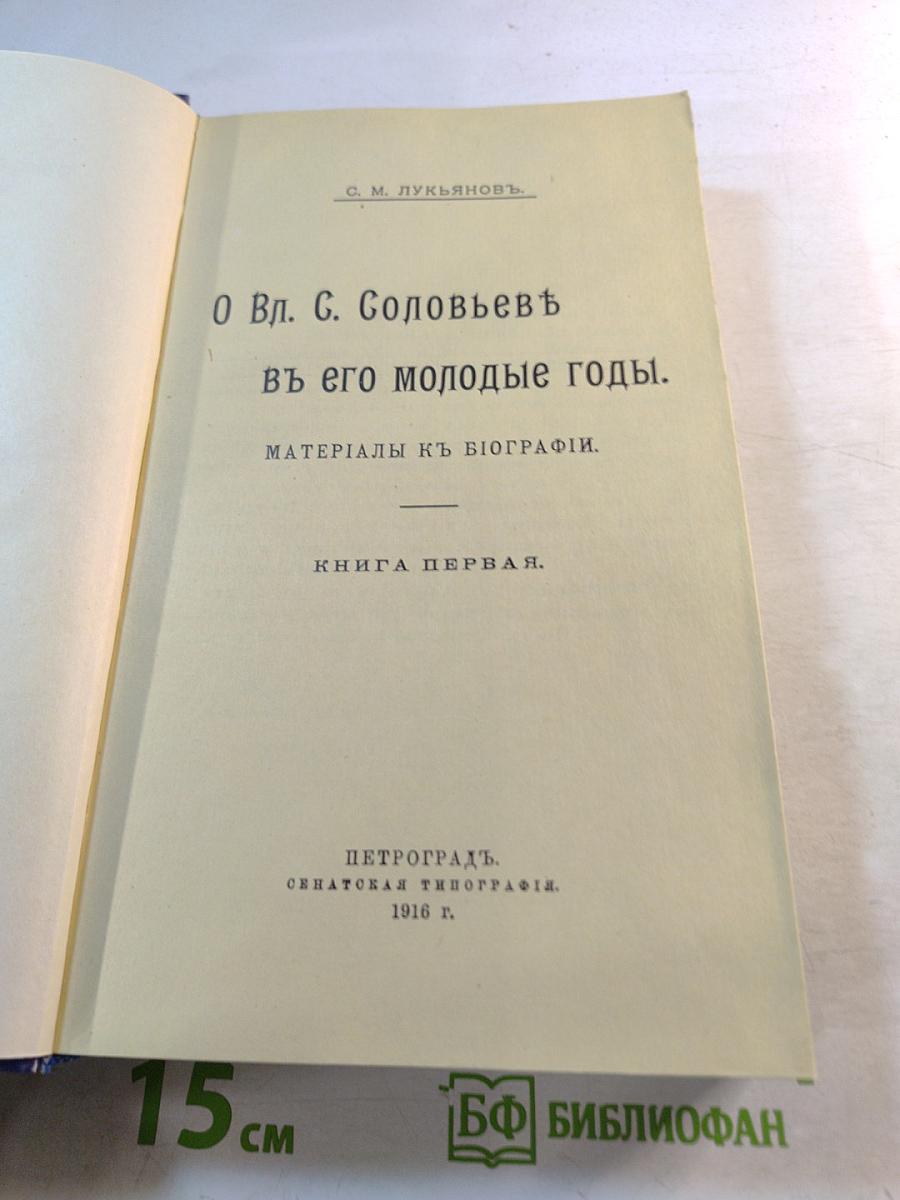 С. М. ЛУКЬЯНОВЪ.
О Вл. С. Соловьевѣ
въ его молодые годы.
МАТЕРІАЛЫ КЪ БІОГРАФІИ.
КНИГА ПЕРВАЯ.
ПЕТРОГРАДЪ.
СЕНАТСКАЯ ТИПОГРАФІЯ.
1916 г.
15 см
БФ БИБЛИОФАН